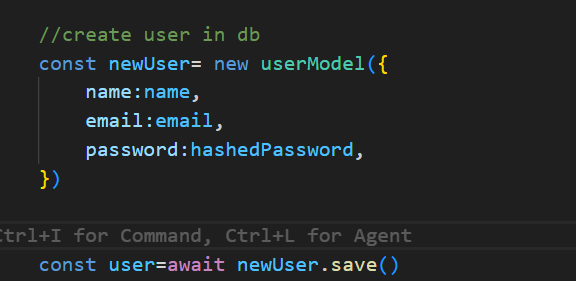 //create user in db
const newUser= new userModel({
name:name,
email:email,
password:hashedPassword,
})
Ctrl+I for Command, Ctrl+L for Agent
const user=await newUser.save()